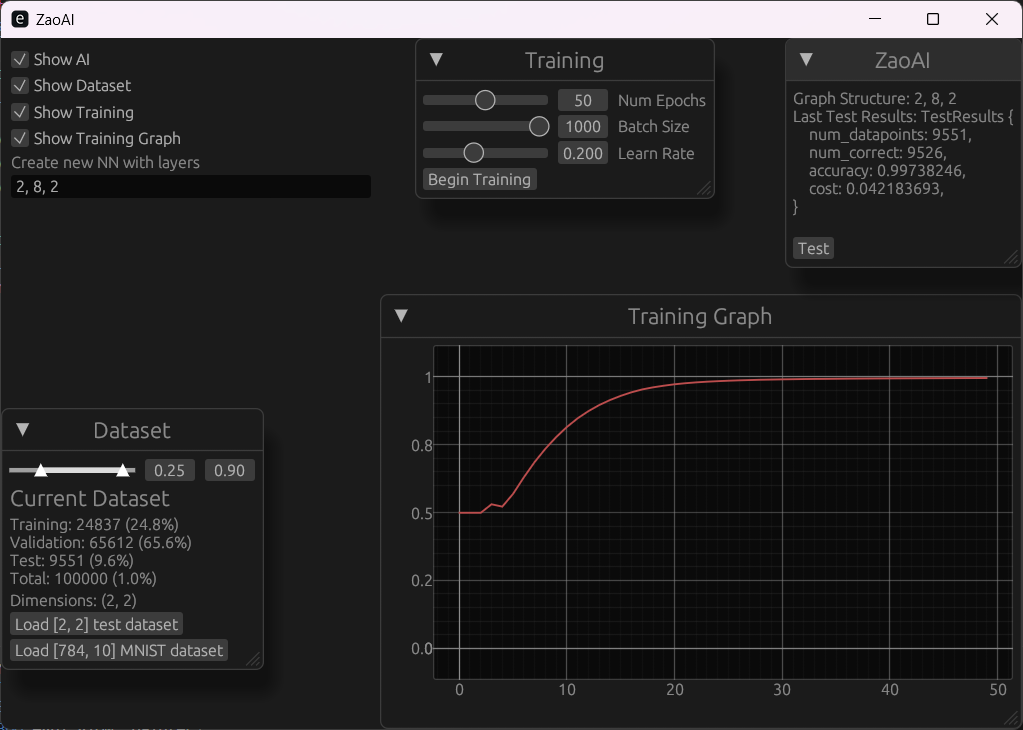 e ZaoAI
Show AI
Show Dataset
Show Training
Show Training Graph
Create new NN with layers
2, 8, 2
Training
50 Num Epochs
1000 Batch Size
0.200 Learn Rate
Begin Training
ZaoAI
Graph Structure: 2, 8, 2
Last Test Results: TestResults {
num_datapoints: 9551,
num_correct: 9526,
accuracy: 0.99738246,
cost: 0.042183693,
}
Test
Training Graph
1
0.8
0.5
0.2
0.0
0 10 20 30 40 50
Dataset
0.25 0.90
Current Dataset
Training: 24837 (24.8%)
Validation: 65612 (65.6%)
Test: 9551 (9.6%)
Total: 100000 (1.0%)
Dimensions: (2, 2)
Load [2, 2] test dataset
Load [784, 10] MNIST dataset